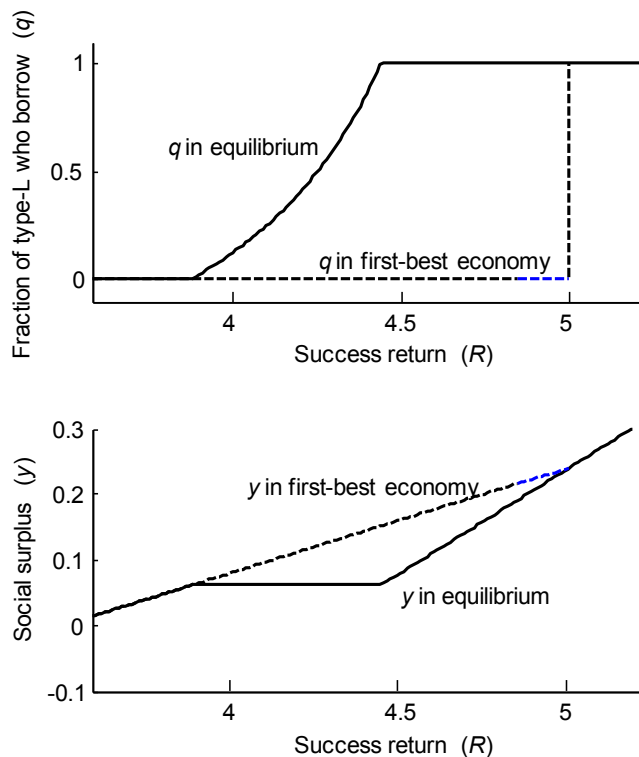 Fraction of type-L who borrow (q)
1
0.5
0
q in equilibrium
q in first-best economy
4
4.5
5
Success return (R)
Social surplus (y)
0.3
0.2
0.1
0
-0.1
y in first-best economy
y in equilibrium
4
4.5
5
Success return (R)